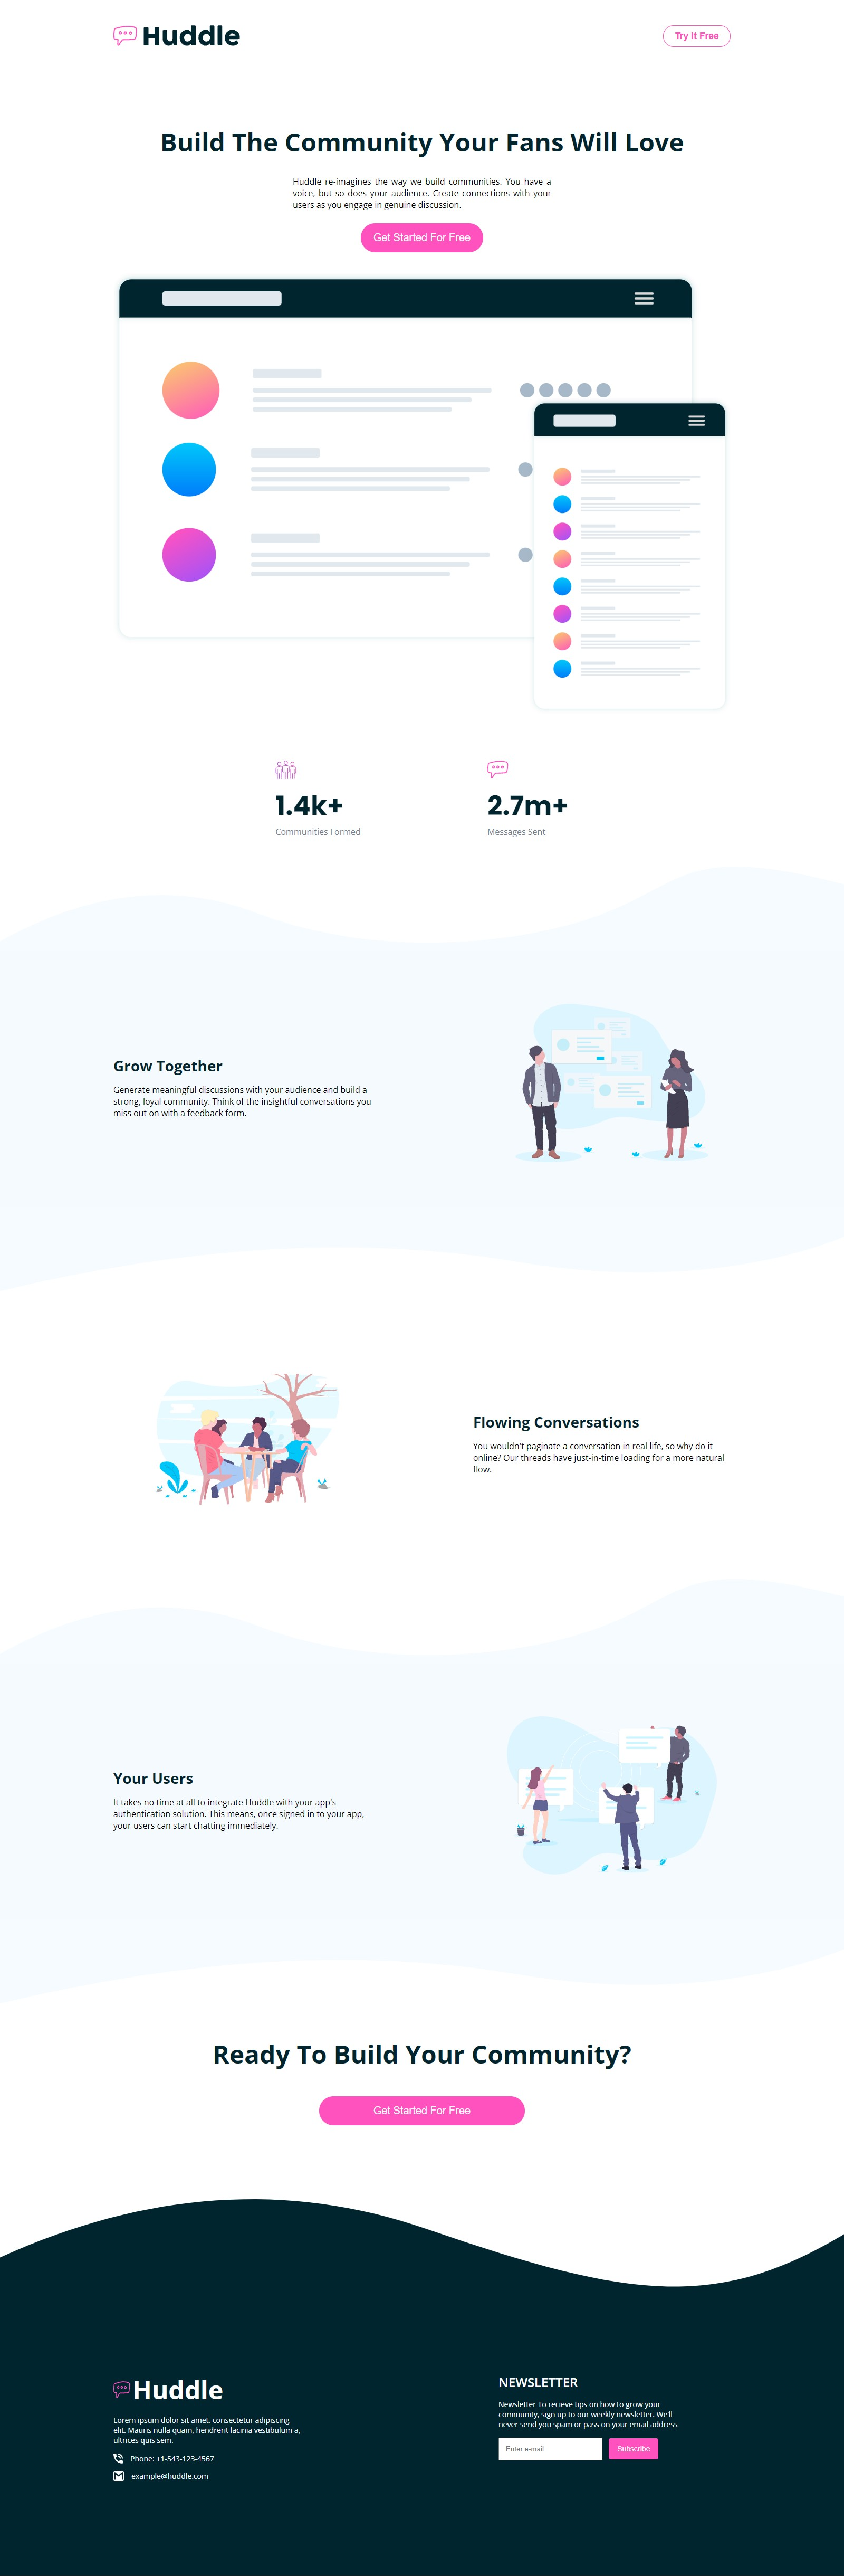 Huddle
Try It Free
Build The Community Your Fans Will Love
Huddle re-imagines the way we build communities. You have a
voice, but so does your audience. Create connections with your
users as you engage in genuine discussion.
Get Started For Free
1.4k+
Communities Formed
2.7m+
Messages Sent
Grow Together
Generate meaningful discussions with your audience and build a
strong, loyal community. Think of the insightful conversations you
miss out on with a feedback form.
Flowing Conversations
You wouldn't paginate a conversation in real life, so why do it
online? Our threads have just-in-time loading for a more natural
flow.
Your Users
It takes no time at all to integrate Huddle with your app's
authentication solution. This means, once signed in to your app,
your users can start chatting immediately.
Ready To Build Your Community?
Get Started For Free
Huddle
Lorem ipsum dolor sit amet, consectetur adipiscing
elit. Mauris nulla quam, hendrerit lacinia vestibulum a,
ultrices quis sem.
Phone: +1-543-123-4567
example@huddle.com
NEWSLETTER
Newsletter To recieve tips on how to grow your
community, sign up to our weekly newsletter. We'll
never send you spam or pass on your email address
Enter e-mail
Subscribe